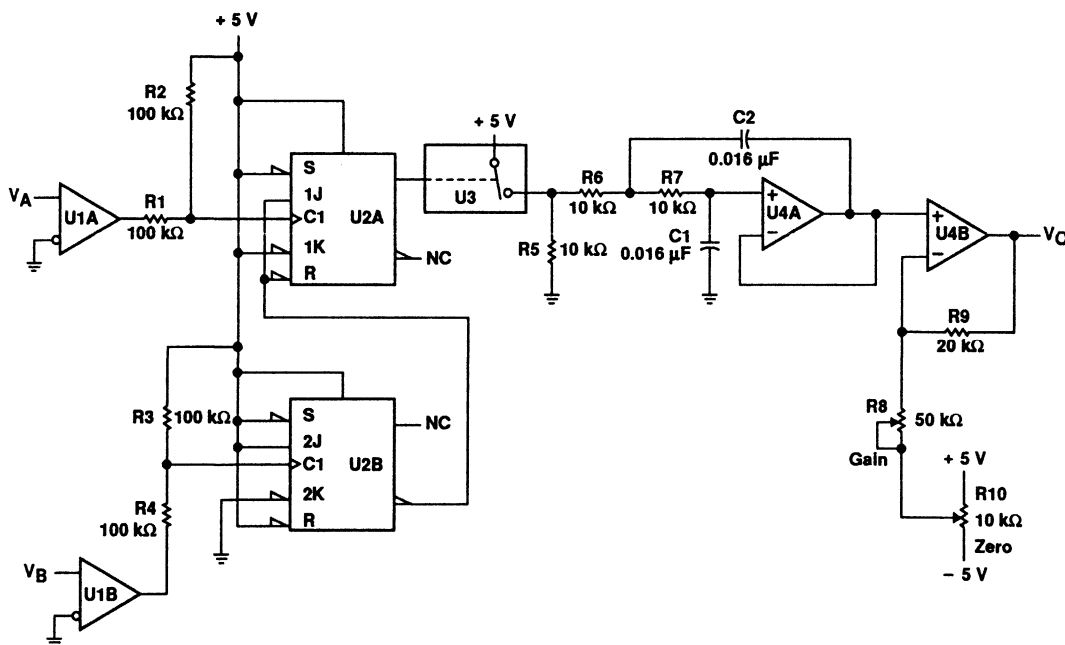 + 5 V
R2
100 kΩ
VA
U1A
R1
100 kΩ
S
1J
C1
1K
R
U2A
NC
+ 5 V
U3
R5
10 kΩ
R6
10 kΩ
R7
10 kΩ
C2
0.016 µF
C1
0.016 µF
+
−
U4A
+
−
U4B
VO
R9
20 kΩ
R8
50 kΩ
Gain
+ 5 V
R10
10 kΩ
Zero
− 5 V
R3
100 kΩ
R4
100 kΩ
S
2J
C1
2K
R
U2B
NC
VB
U1B